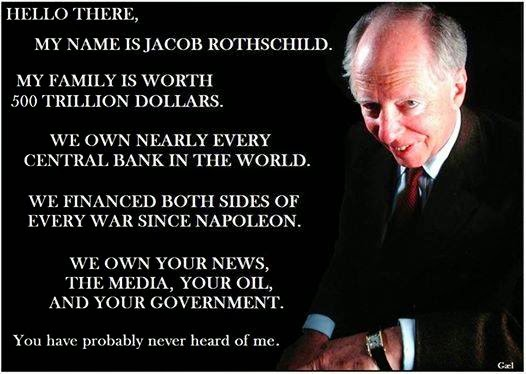 HELLO THERE,
MY NAME IS JACOB ROTHSCHILD.
MY FAMILY IS WORTH
500 TRILLION DOLLARS.
WE OWN NEARLY EVERY
CENTRAL BANK IN THE WORLD.
WE FINANCED BOTH SIDES OF
EVERY WAR SINCE NAPOLEON.
WE OWN YOUR NEWS,
THE MEDIA, YOUR OIL,
AND YOUR GOVERNMENT.
You have probably never heard of me.
Gæl